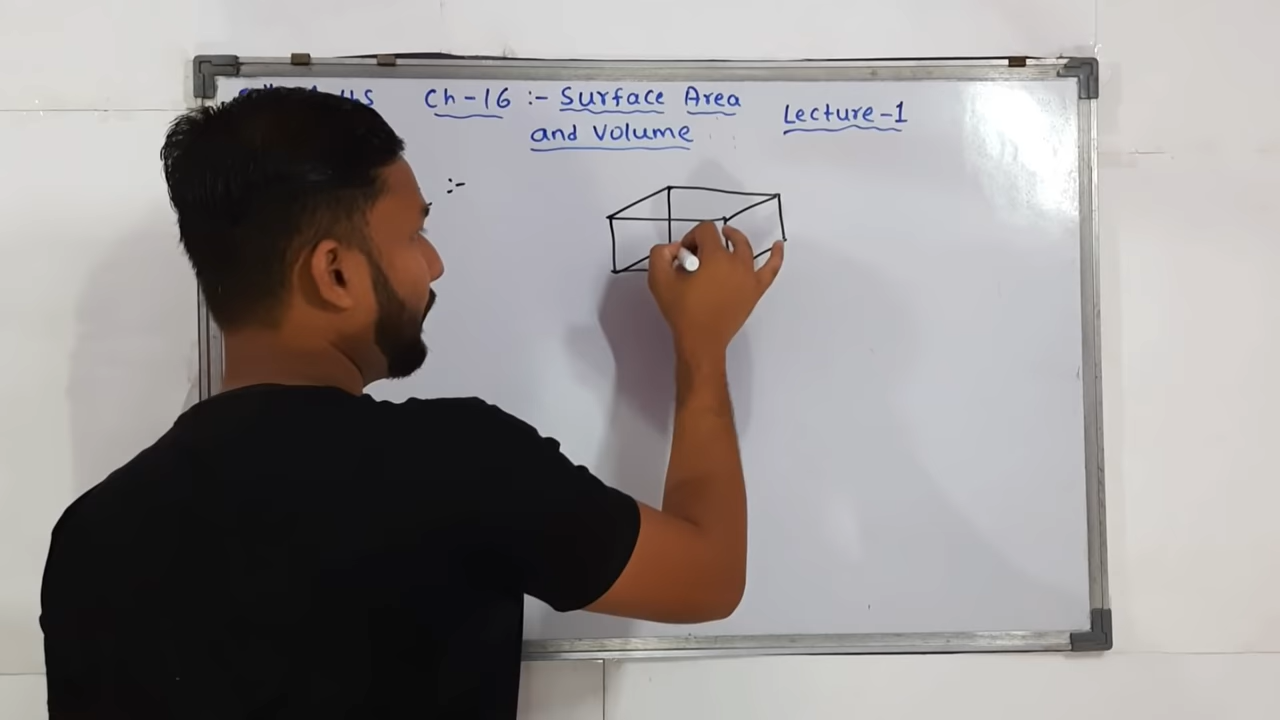 Ch-16 :- Surface Area
and Volume
Lecture-1
:-